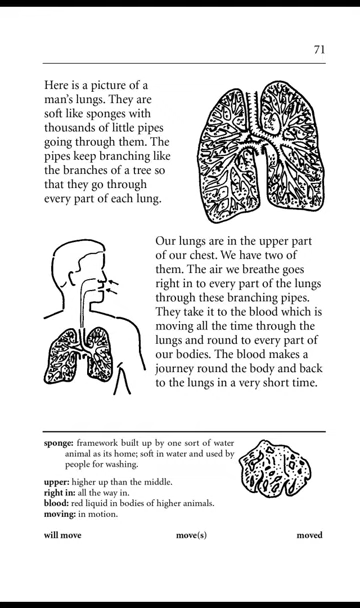 71
Here is a picture of a
man's lungs. They are
soft like sponges with
thousands of little pipes
going through them. The
pipes keep branching like
the branches of a tree so
that they go through
every part of each lung.
Our lungs are in the upper part
of our chest. We have two of
them. The air we breathe goes
right in to every part of the lungs
through these branching pipes.
They take it to the blood which is
moving all the time through the
lungs and round to every part of
our bodies. The blood makes a
journey round the body and back
to the lungs in a very short time.
sponge: framework built up by one sort of water
animal as its home; soft in water and used by
people for washing.
upper: higher up than the middle.
right in: all the way in.
blood: red liquid in bodies of higher animals.
moving: in motion.
will move move(s) moved